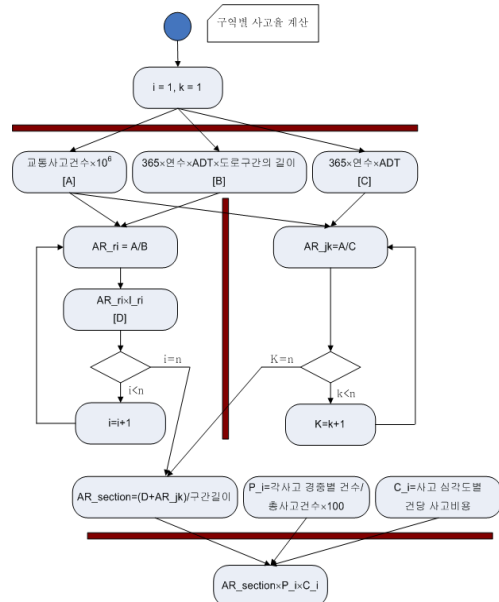 구역별 사고율 계산
i = 1, k = 1
교통사고건수×10⁶
[A]
365×연수×ADT×도로구간의 길이
[B]
365×연수×ADT
[C]
AR_ri = A/B
AR_jk=A/C
AR_ri×l_ri
[D]
i=n
K=n
i<n
k<n
i=i+1
K=k+1
AR_section=(D+AR_jk)/구간길이
P_i=각사고 경중별 건수/
총사고건수×100
C_i=사고 심각도별
건당 사고비용
AR_section×P_i×C_i